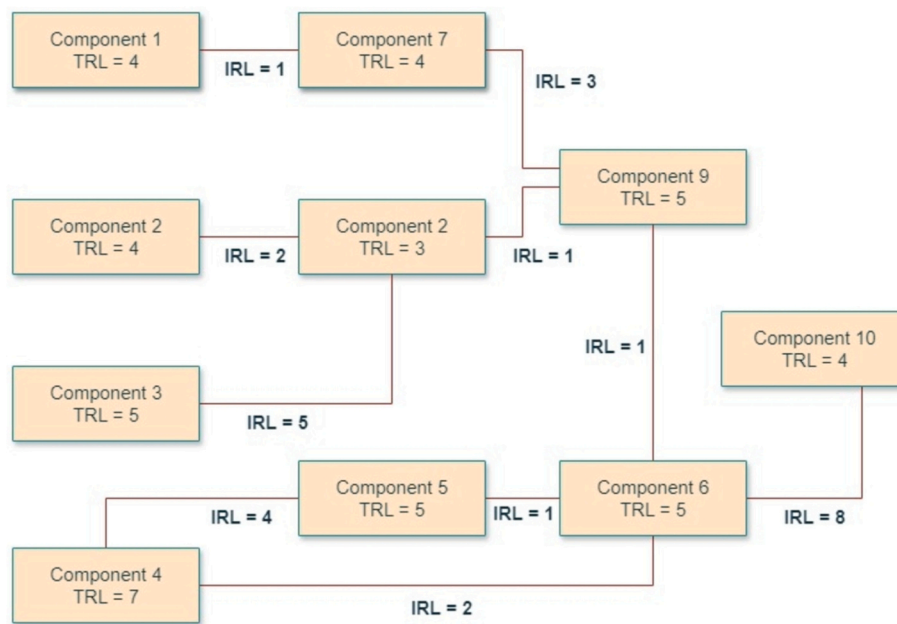 Component 1
TRL = 4
IRL = 1
Component 7
TRL = 4
IRL = 3
Component 9
TRL = 5
Component 2
TRL = 4
IRL = 2
Component 2
TRL = 3
IRL = 1
IRL = 1
Component 10
TRL = 4
Component 3
TRL = 5
IRL = 5
Component 5
TRL = 5
IRL = 4
IRL = 1
Component 6
TRL = 5
IRL = 8
Component 4
TRL = 7
IRL = 2